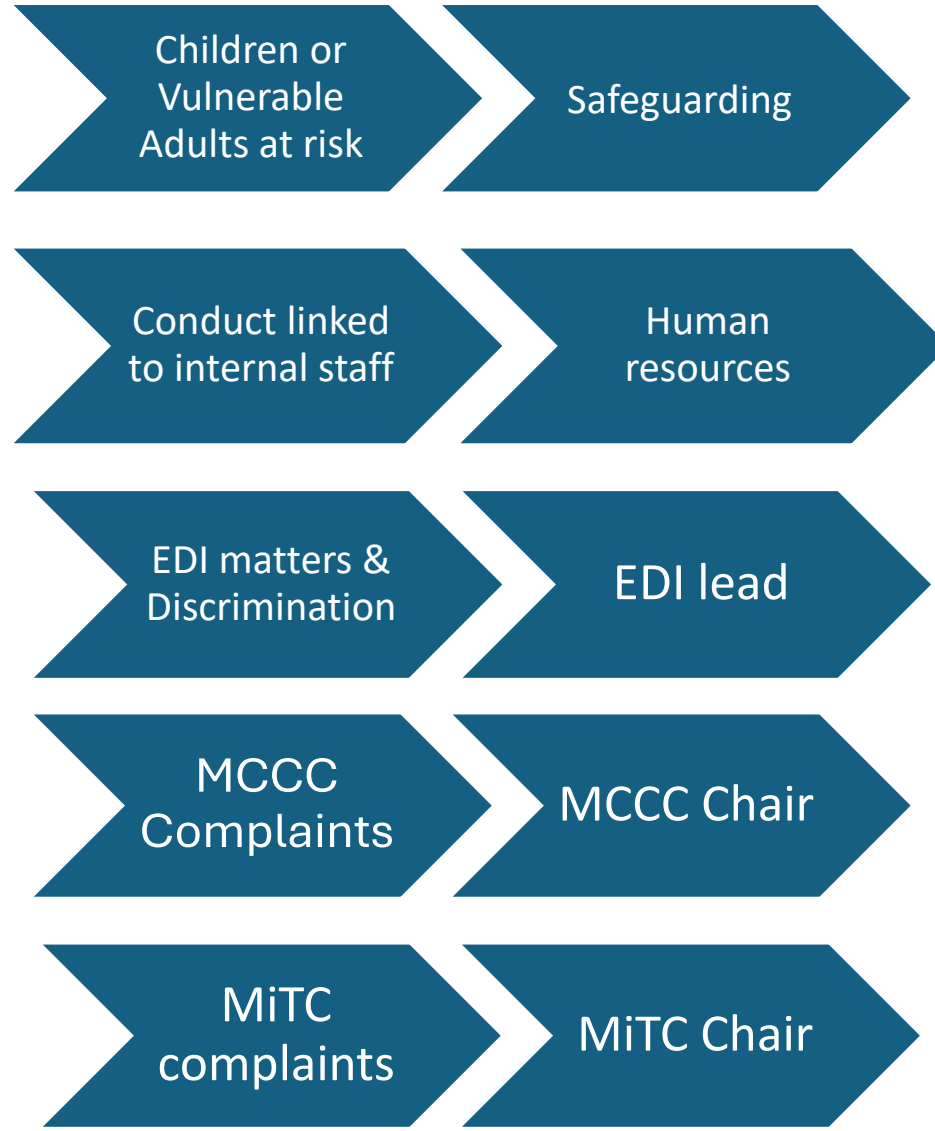 Children or
Vulnerable
Adults at risk
Safeguarding
Conduct linked
to internal staff
Human
resources
EDI matters &
Discrimination
EDI lead
MCCC
Complaints
MCCC Chair
MiTC
complaints
MiTC Chair